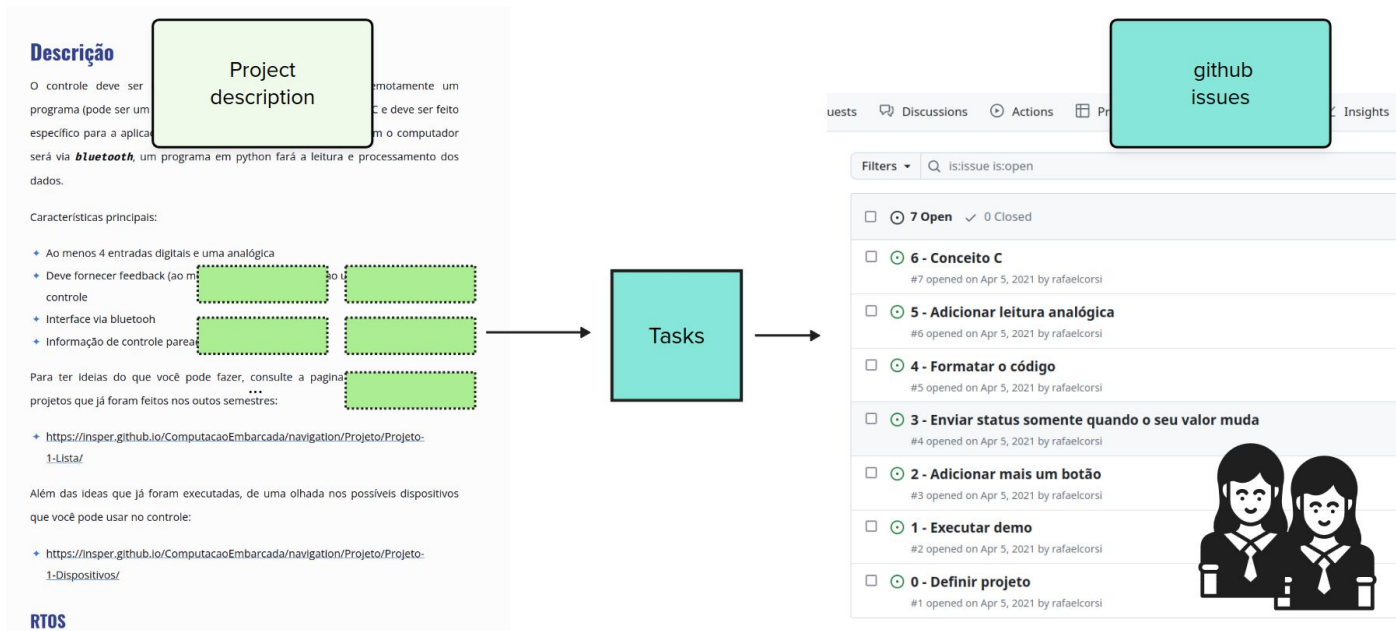 Descrição
Project
description
O controle deve ser
emotamente um
programa (pode ser um
C e deve ser feito
específico para a aplica
m o computador
será via bluetooth, um programa em python fará a leitura e processamento dos
dados.
Características principais:
Ao menos 4 entradas digitais e uma analógica
Deve fornecer feedback (ao m
controle
Interface via bluetooh
Informação de controle parea
Para ter ideias do que você pode fazer, consulte a pagina
...
projetos que já foram feitos nos outos semestres:
https://insper.github.io/ComputacaoEmbarcada/navigation/Projeto/Projeto-
1-Lista/
Além das ideas que já foram executadas, de uma olhada nos possíveis dispositivos
que você pode usar no controle:
https://insper.github.io/ComputacaoEmbarcada/navigation/Projeto/Projeto-
1-Dispositivos/
RTOS
Tasks
github
issues
uests Discussions Actions Pr Insights
Filters is:issue is:open
7 Open 0 Closed
6 - Conceito C
#7 opened on Apr 5, 2021 by rafaelcorsi
5 - Adicionar leitura analógica
#6 opened on Apr 5, 2021 by rafaelcorsi
4 - Formatar o código
#5 opened on Apr 5, 2021 by rafaelcorsi
3 - Enviar status somente quando o seu valor muda
#4 opened on Apr 5, 2021 by rafaelcorsi
2 - Adicionar mais um botão
#3 opened on Apr 5, 2021 by rafaelcorsi
1 - Executar demo
#2 opened on Apr 5, 2021 by rafaelcorsi
0 - Definir projeto
#1 opened on Apr 5, 2021 by rafaelcorsi